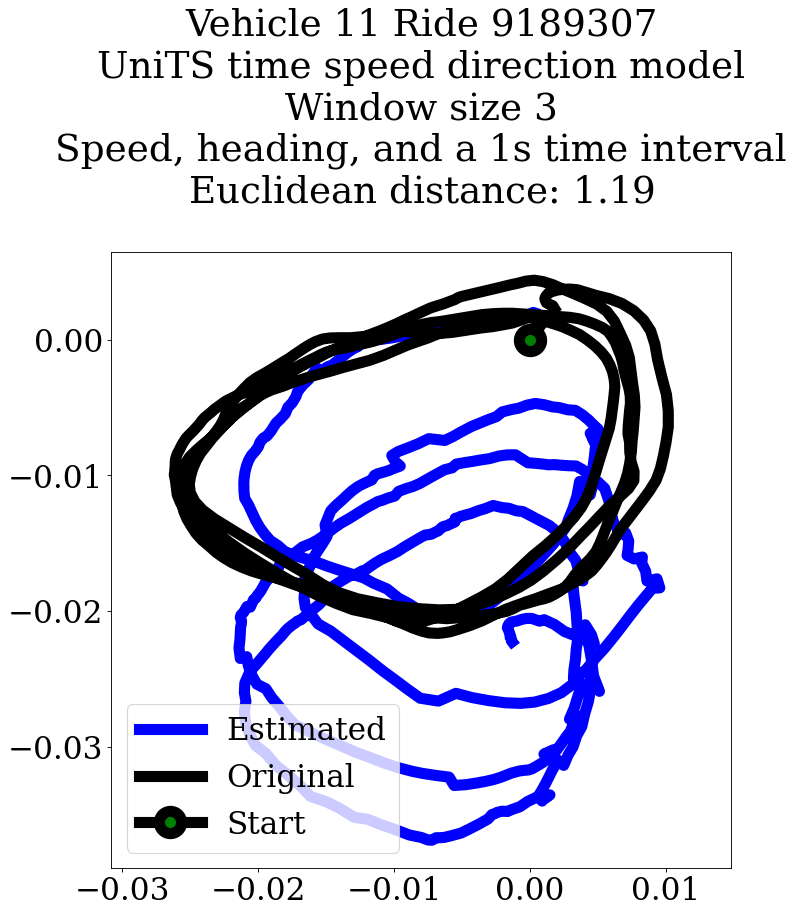 Vehicle 11 Ride 9189307
UniTS time speed direction model
Window size 3
Speed, heading, and a 1s time interval
Euclidean distance: 1.19
0.00
−0.01
−0.02
−0.03
Estimated
Original
Start
−0.03 −0.02 −0.01 0.00 0.01